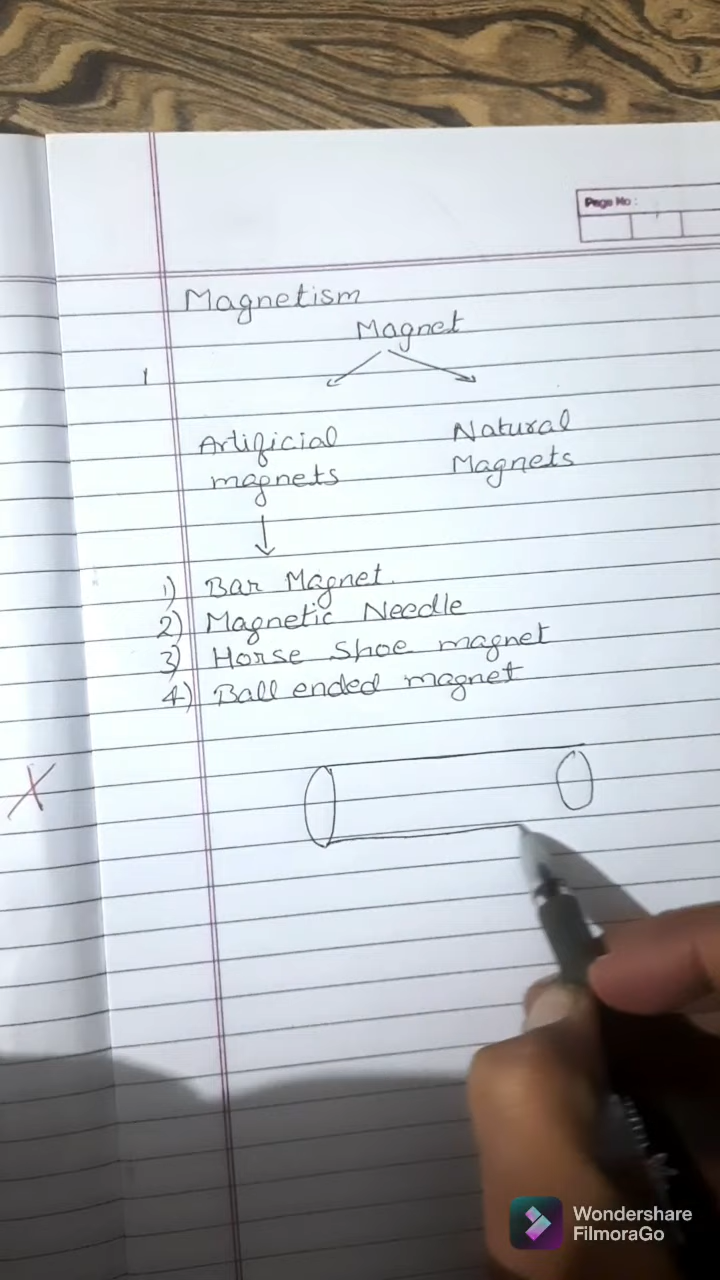 Page No :
Magnetism
Magnet
Artificial magnets
Natural Magnets
1) Bar Magnet.
2) Magnetic Needle
3) Horse Shoe magnet
4) Ball ended magnet
X
Wondershare
FilmoraGo